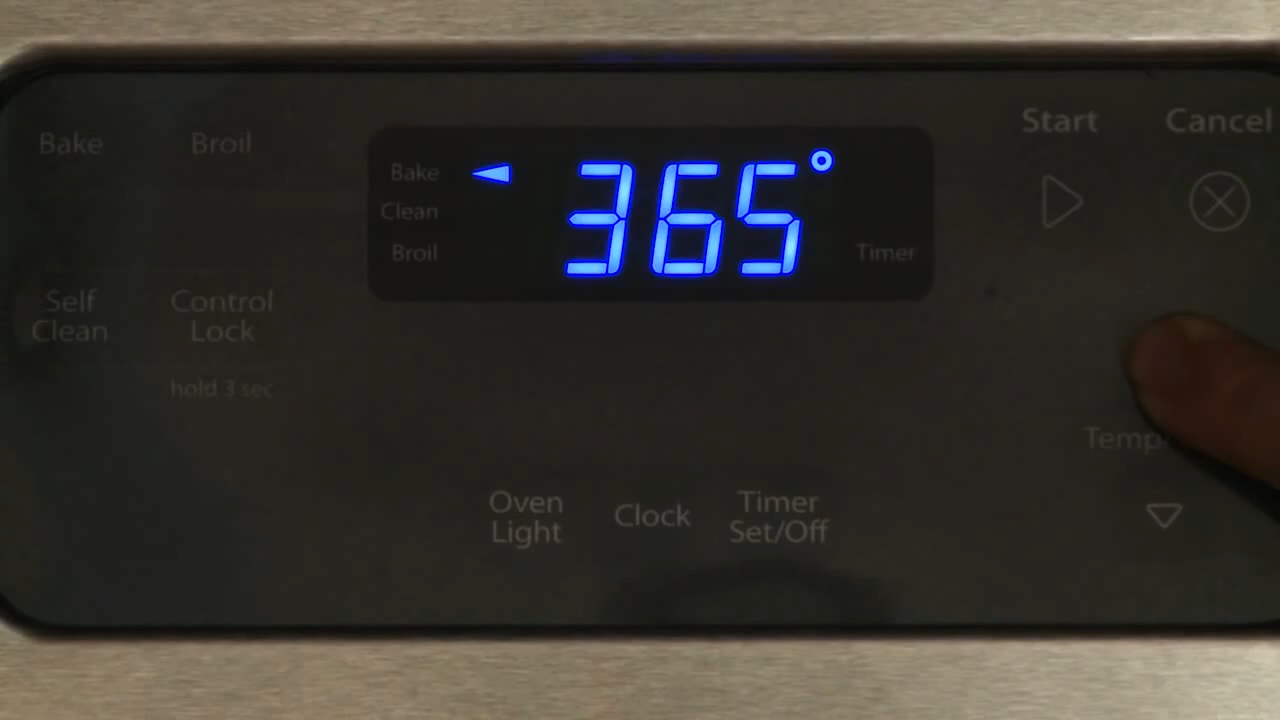 Bake
Broil
Bake
Clean
Broil
365°
Timer
Start
Cancel
Self
Clean
Control
Lock
hold 3 sec
Oven
Light
Clock
Timer
Set/Off